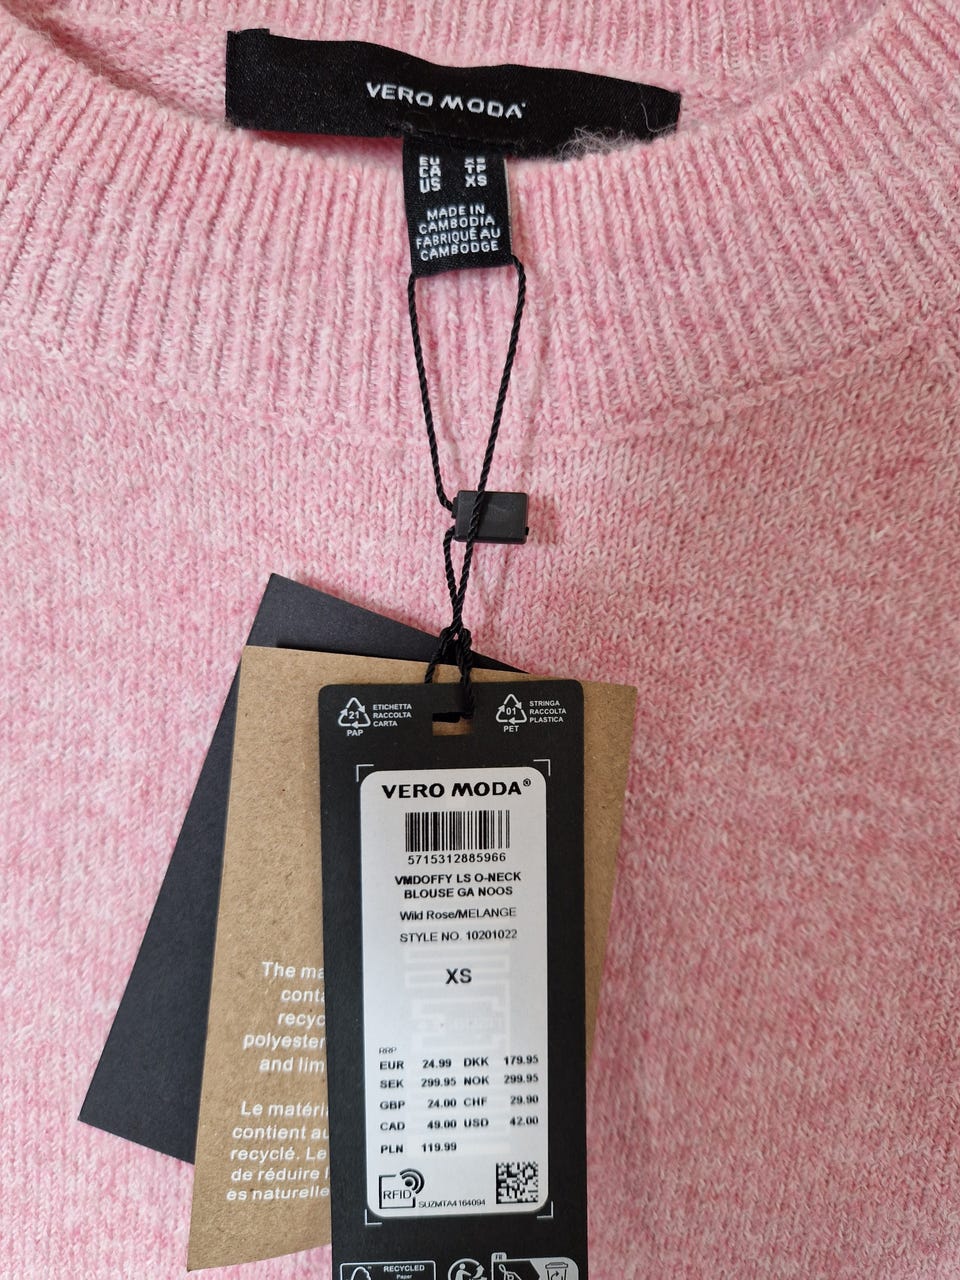 VERO MODA
EU XS
CA TP
US XS
MADE IN
CAMBODIA
FABRIQUÉ AU
CAMBODGE
21
PAP
ETICHETTA
RACCOLTA
CARTA
01
PET
STRINGA
RACCOLTA
PLASTICA
VERO MODA®
5715312885966
VMDOFFY LS O-NECK
BLOUSE GA NOOS
Wild Rose/MELANGE
STYLE NO. 10201022
XS
RRP
EUR 24.99 DKK 179.95
SEK 299.95 NOK 299.95
GBP 24.00 CHF 29.90
CAD 49.00 USD 42.00
PLN 119.99
RFID
SUZMTA4164094
The ma
conta
recyc
polyester
and lim
Le matéri
contient au
recyclé. Le
de réduire l
es naturelle
RECYCLED
Paper
FR